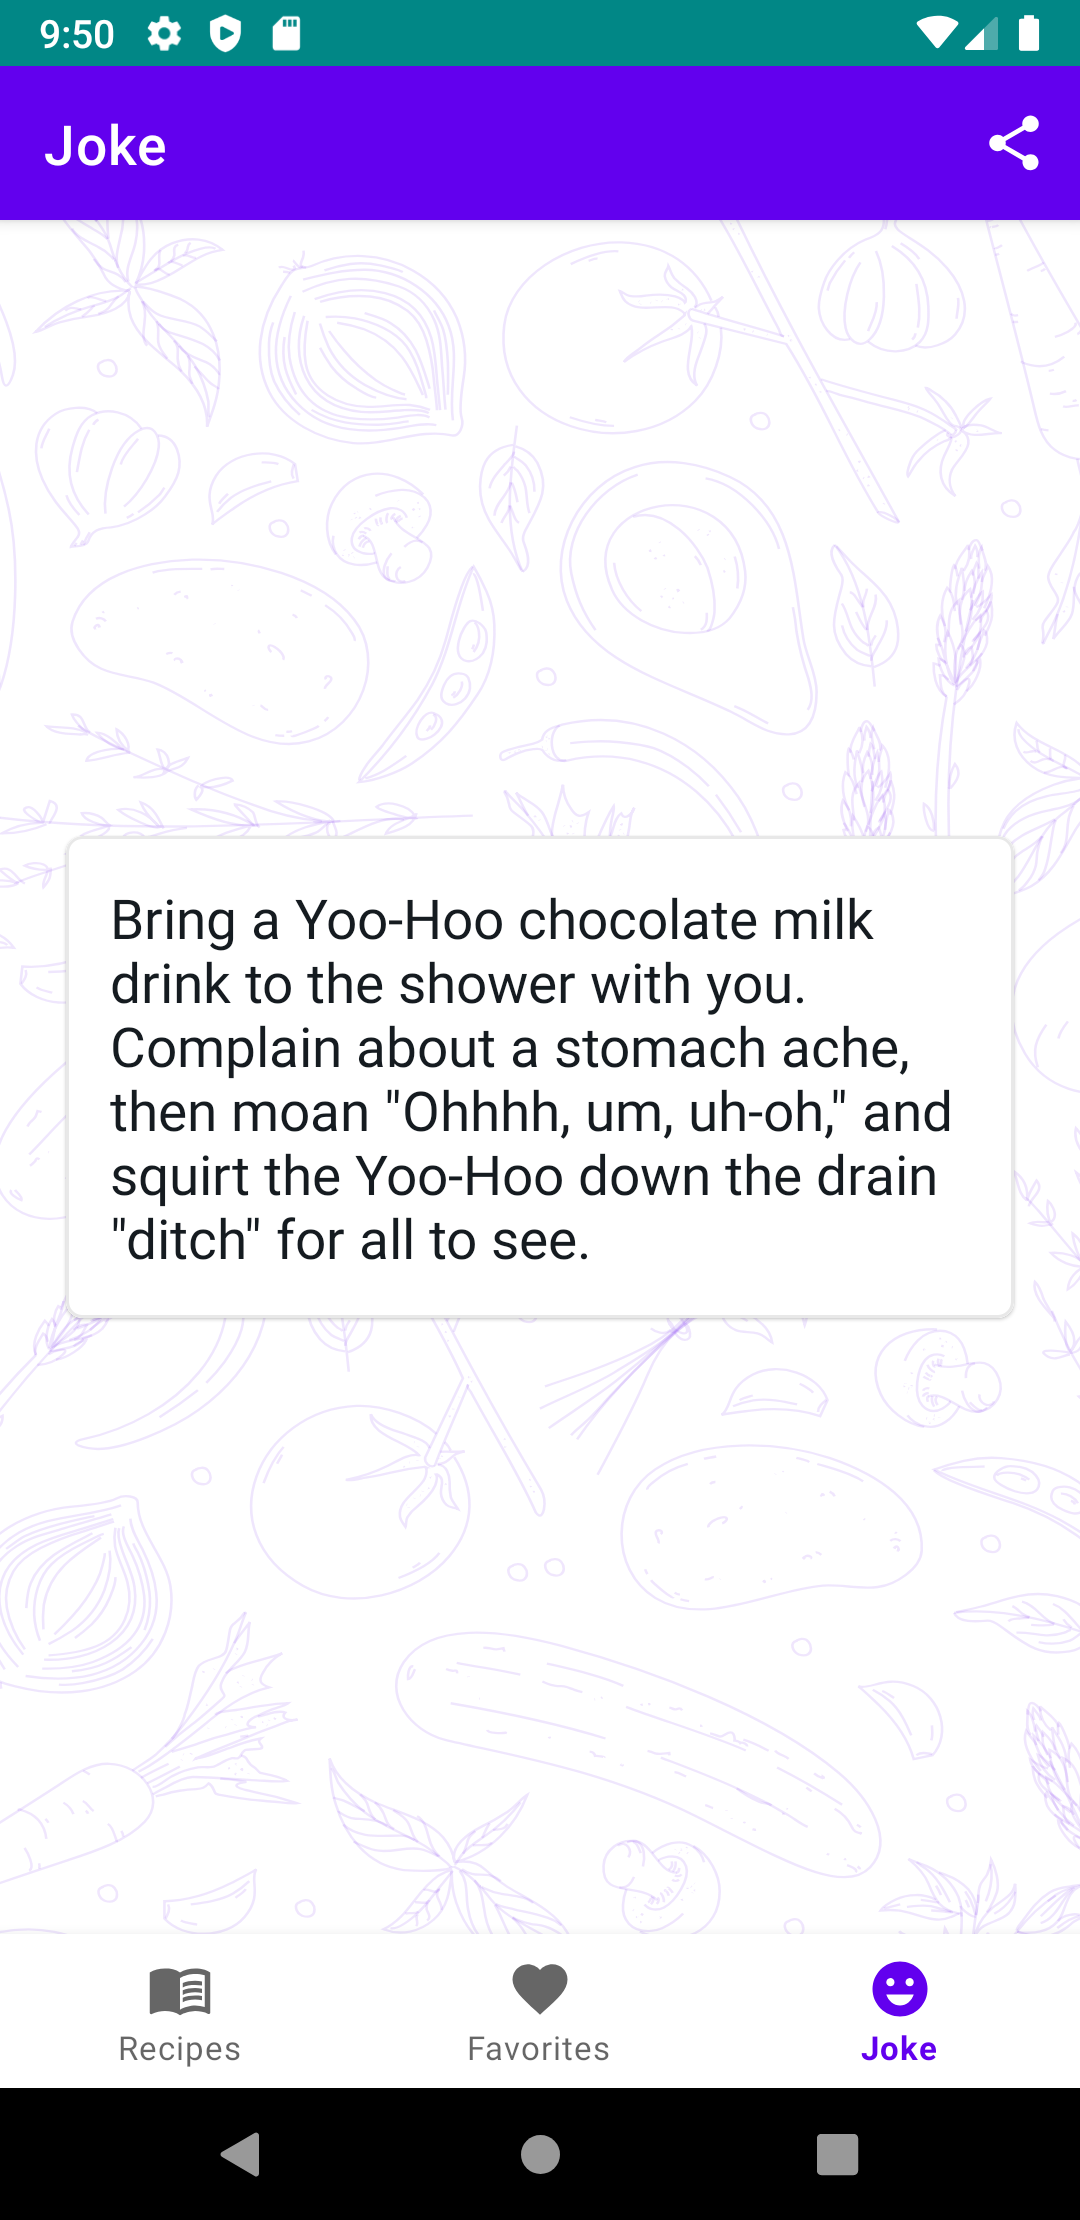 9:50
Joke
Bring a Yoo-Hoo chocolate milk
drink to the shower with you.
Complain about a stomach ache,
then moan "Ohhhh, um, uh-oh," and
squirt the Yoo-Hoo down the drain
"ditch" for all to see.
Recipes
Favorites
Joke